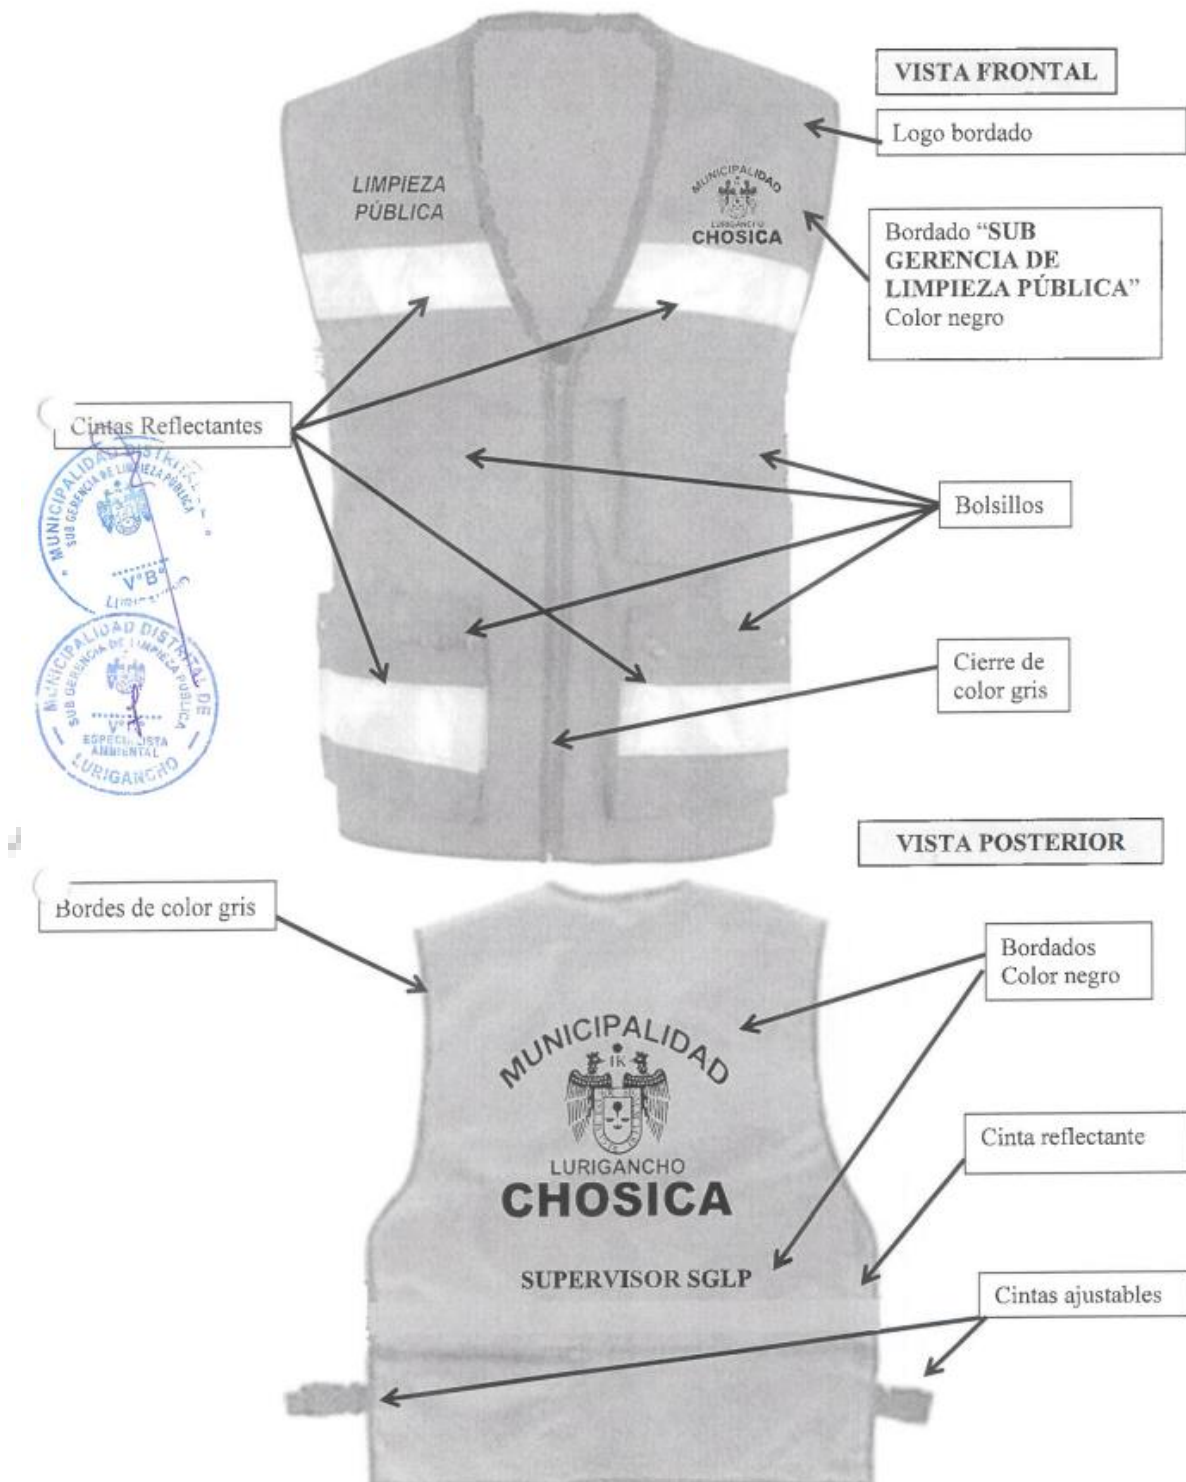 VISTA FRONTAL
Logo bordado
LIMPIEZA
PÚBLICA
MUNICIPALIDAD
LURIGANCHO
CHOSICA
Bordado “SUB
GERENCIA DE
LIMPIEZA PÚBLICA”
Color negro
Cintas Reflectantes
MUNICIPALIDAD DISTRITAL DE
SUB GERENCIA DE LIMPIEZA PÚBLICA
V°B°
Bolsillos
MUNICIPALIDAD DISTRITAL DE
SUB GERENCIA DE LIMPIEZA PÚBLICA
V°B°
ESPECIALISTA
AMBIENTAL
LURIGANCHO
Cierre de
color gris
VISTA POSTERIOR
Bordes de color gris
Bordados
Color negro
MUNICIPALIDAD
IK
LURIGANCHO
CHOSICA
Cinta reflectante
SUPERVISOR SGLP
Cintas ajustables